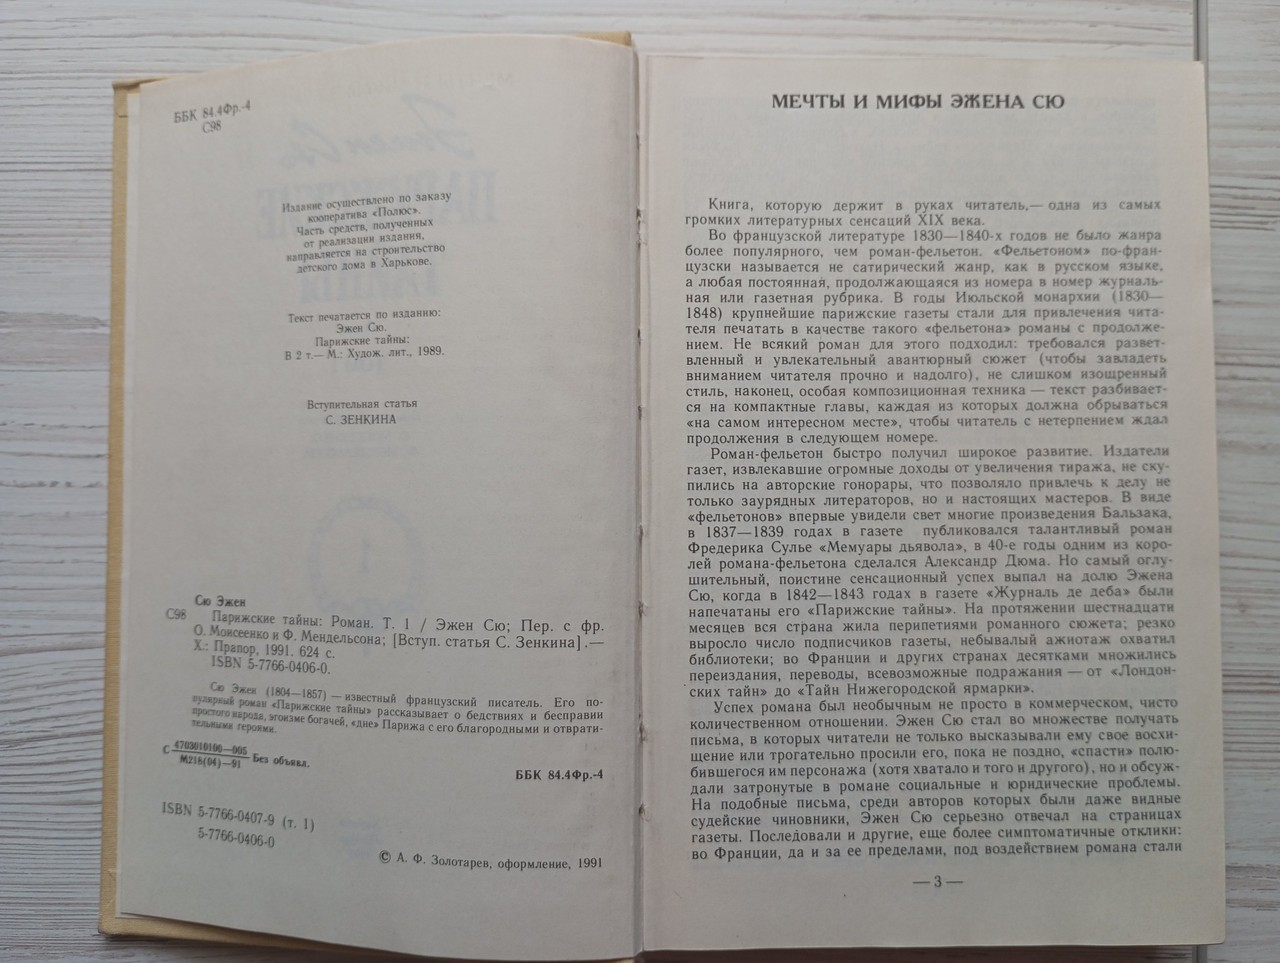 ББК 84.4Фр.-4
С98
Издание осуществлено по заказу
кооператива «Полюс».
Часть средств, полученных
от реализации издания,
направляется на строительство
детского дома в Харькове.
Текст печатается по изданию:
Эжен Сю.
Парижские тайны:
В 2 т.— М.: Худож. лит., 1989.
Вступительная статья
С. ЗЕНКИНА
Сю Эжен
С98 Парижские тайны: Роман. Т. 1 / Эжен Сю; Пер. с фр.
О. Моисеенко и Ф. Мендельсона; [Вступ. статья С. Зенкина].—
Х.: Прапор, 1991. 624 с.
ISBN 5-7766-0406-0.
Сю Эжен (1804—1857) — известный французский писатель. Его по-
пулярный роман «Парижские тайны» рассказывает о бедствиях и бесправии
простого народа, эгоизме богачей, «дне» Парижа с его благородными и отврати-
тельными героями.
С 4703010100—005
М218(04)—91 Без объявл.
ББК 84.4Фр.-4
ISBN 5-7766-0407-9 (т. 1)
5-7766-0406-0
© А. Ф. Золотарев, оформление, 1991
МЕЧТЫ И МИФЫ ЭЖЕНА СЮ
Книга, которую держит в руках читатель,— одна из самых
громких литературных сенсаций XIX века.
Во французской литературе 1830—1840-х годов не было жанра
более популярного, чем роман-фельетон. «Фельетоном» по-фран-
цузски называется не сатирический жанр, как в русском языке,
а любая постоянная, продолжающаяся из номера в номер журналь-
ная или газетная рубрика. В годы Июльской монархии (1830—
1848) крупнейшие парижские газеты стали для привлечения чита-
теля печатать в качестве такого «фельетона» романы с продолже-
нием. Не всякий роман для этого подходил: требовался развет-
вленный и увлекательный авантюрный сюжет (чтобы завладеть
вниманием читателя прочно и надолго), не слишком изощренный
стиль, наконец, особая композиционная техника — текст разбивает-
ся на компактные главы, каждая из которых должна обрываться
«на самом интересном месте», чтобы читатель с нетерпением ждал
продолжения в следующем номере.
Роман-фельетон быстро получил широкое развитие. Издатели
газет, извлекавшие огромные доходы от увеличения тиража, не ску-
пились на авторские гонорары, что позволяло привлечь к делу не
только заурядных литераторов, но и настоящих мастеров. В виде
«фельетонов» впервые увидели свет многие произведения Бальзака,
в 1837—1839 годах в газете публиковался талантливый роман
Фредерика Сулье «Мемуары дьявола», в 40-е годы одним из коро-
лей романа-фельетона сделался Александр Дюма. Но самый оглу-
шительный, поистине сенсационный успех выпал на долю Эжена
Сю, когда в 1842—1843 годах в газете «Журналь де деба» были
напечатаны его «Парижские тайны». На протяжении шестнадцати
месяцев вся страна жила перипетиями романного сюжета; резко
выросло число подписчиков газеты, небывалый ажиотаж охватил
библиотеки; во Франции и других странах десятками множились
переиздания, переводы, всевозможные подражания — от «Лондон-
ских тайн» до «Тайн Нижегородской ярмарки».
Успех романа был необычным не просто в коммерческом, чисто
количественном отношении. Эжен Сю стал во множестве получать
письма, в которых читатели не только высказывали ему свое восхи-
щение или трогательно просили его, пока не поздно, «спасти» полю-
бившегося им персонажа (хотя хватало и того и другого), но и обсуж-
дали затронутые в романе социальные и юридические проблемы.
На подобные письма, среди авторов которых были даже видные
судейские чиновники, Эжен Сю серьезно отвечал на страницах
газеты. Последовали и другие, еще более симптоматичные отклики:
во Франции, да и за ее пределами, под воздействием романа стали
— 3 —